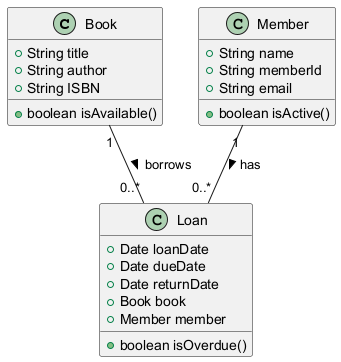 C Book
String title
String author
String ISBN
boolean isAvailable()
C Member
String name
String memberId
String email
boolean isActive()
1
borrows
0..*
1
has
0..*
C Loan
Date loanDate
Date dueDate
Date returnDate
Book book
Member member
boolean isOverdue()